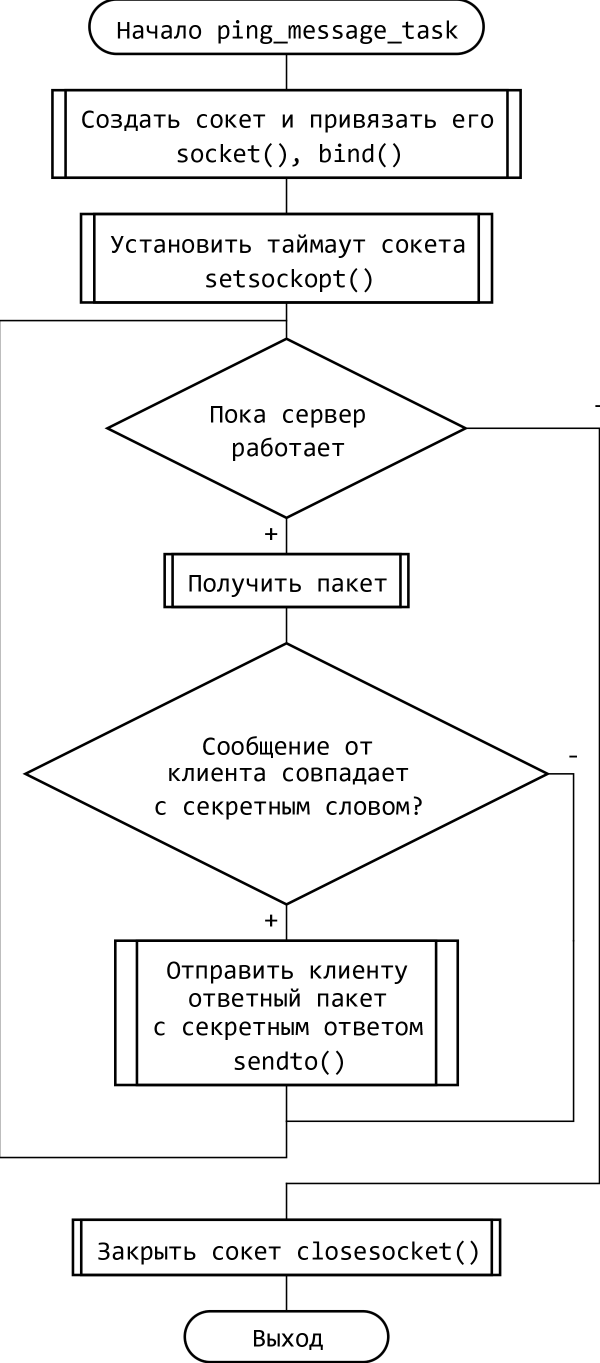 Начало ping_message_task
Создать сокет и привязать его
socket(), bind()
Установить таймаут сокета
setsockopt()
Пока сервер
работает
-
+
Получить пакет
Сообщение от
клиента совпадает
с секретным словом?
-
+
Отправить клиенту
ответный пакет
с секретным ответом
sendto()
Закрыть сокет closesocket()
Выход